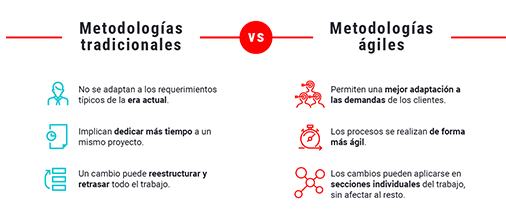 Metodologías
tradicionales
VS
Metodologías
ágiles
No se adaptan a los requerimientos
típicos de la era actual.
Implican dedicar más tiempo a un
mismo proyecto.
Un cambio puede reestructurar y
retrasar todo el trabajo.
Permiten una mejor adaptación a
las demandas de los clientes.
Los procesos se realizan de forma
más ágil.
Los cambios pueden aplicarse en
secciones individuales del trabajo,
sin afectar al resto.